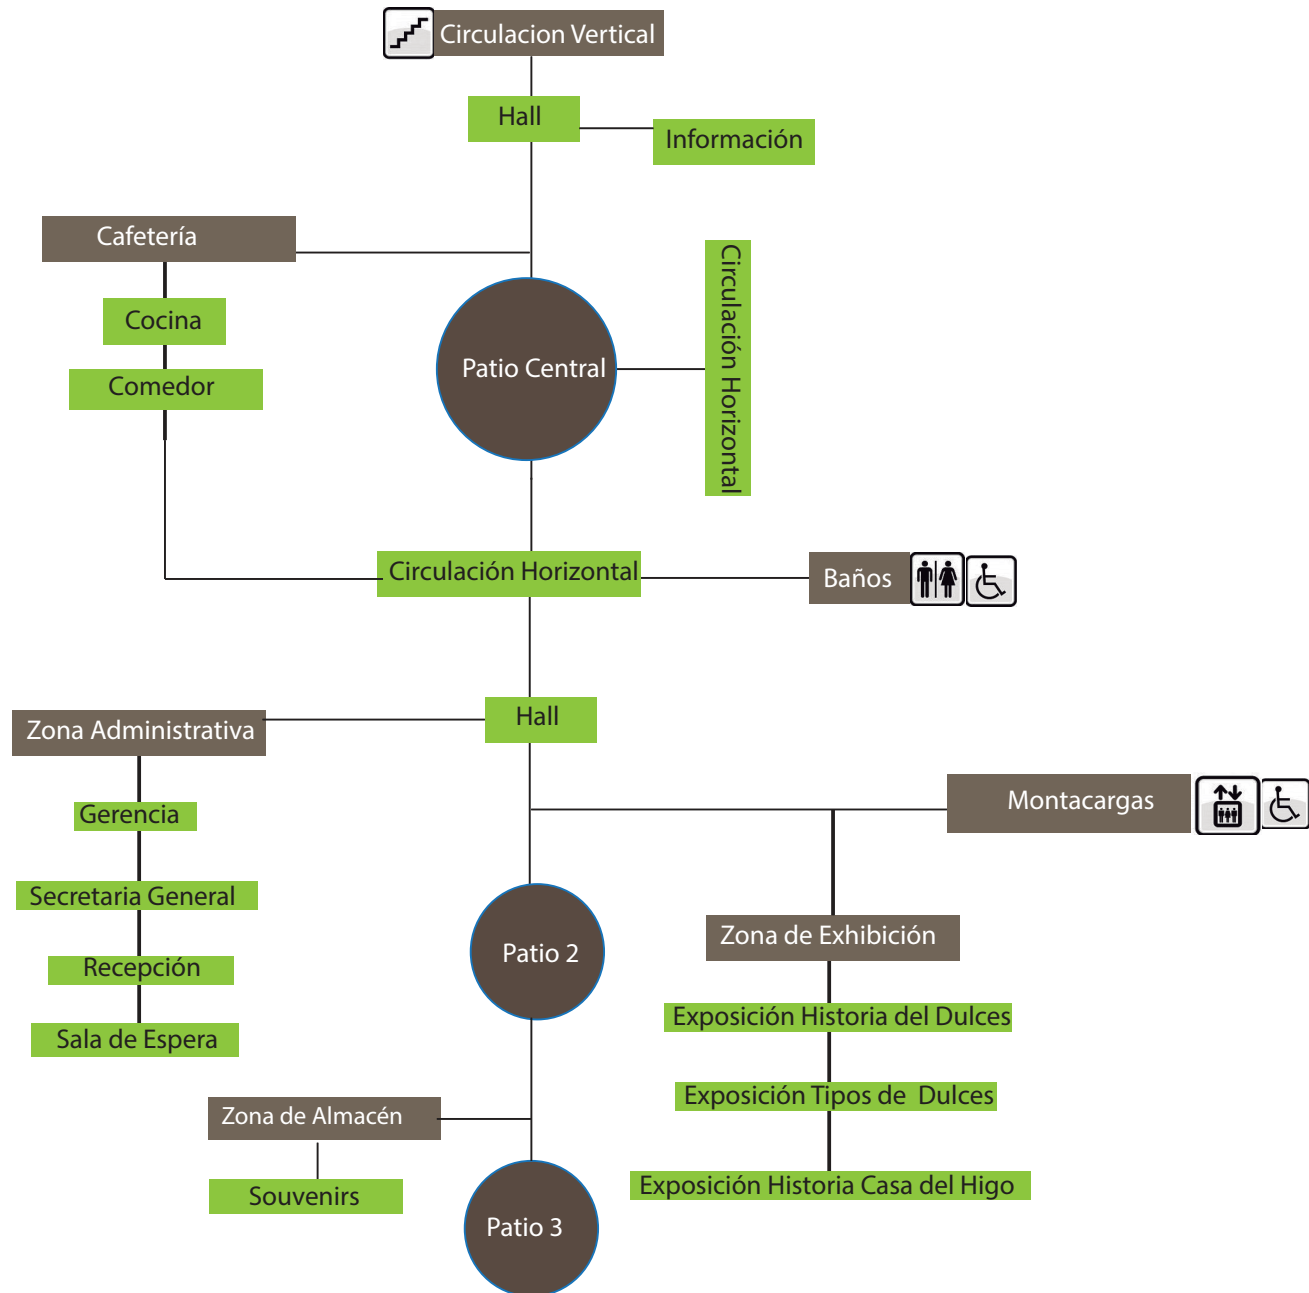 Circulacion Vertical
Hall
Información
Cafetería
Cocina
Comedor
Patio Central
Circulación Horizontal
Circulación Horizontal
Baños
Hall
Zona Administrativa
Gerencia
Secretaria General
Recepción
Sala de Espera
Montacargas
Patio 2
Zona de Exhibición
Exposición Historia del Dulces
Exposición Tipos de Dulces
Exposición Historia Casa del Higo
Zona de Almacén
Souvenirs
Patio 3